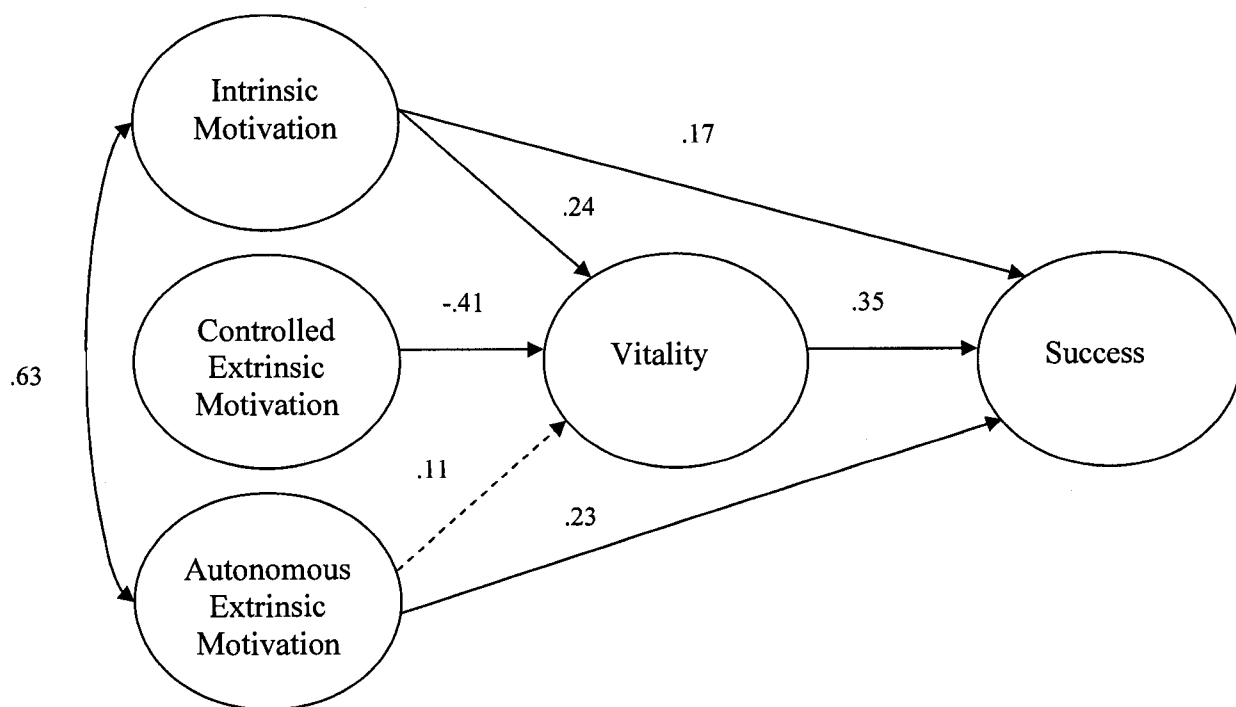 Intrinsic
Motivation
.17
.24
Controlled
Extrinsic
Motivation
-.41
Vitality
.35
Success
.63
.11
.23
Autonomous
Extrinsic
Motivation